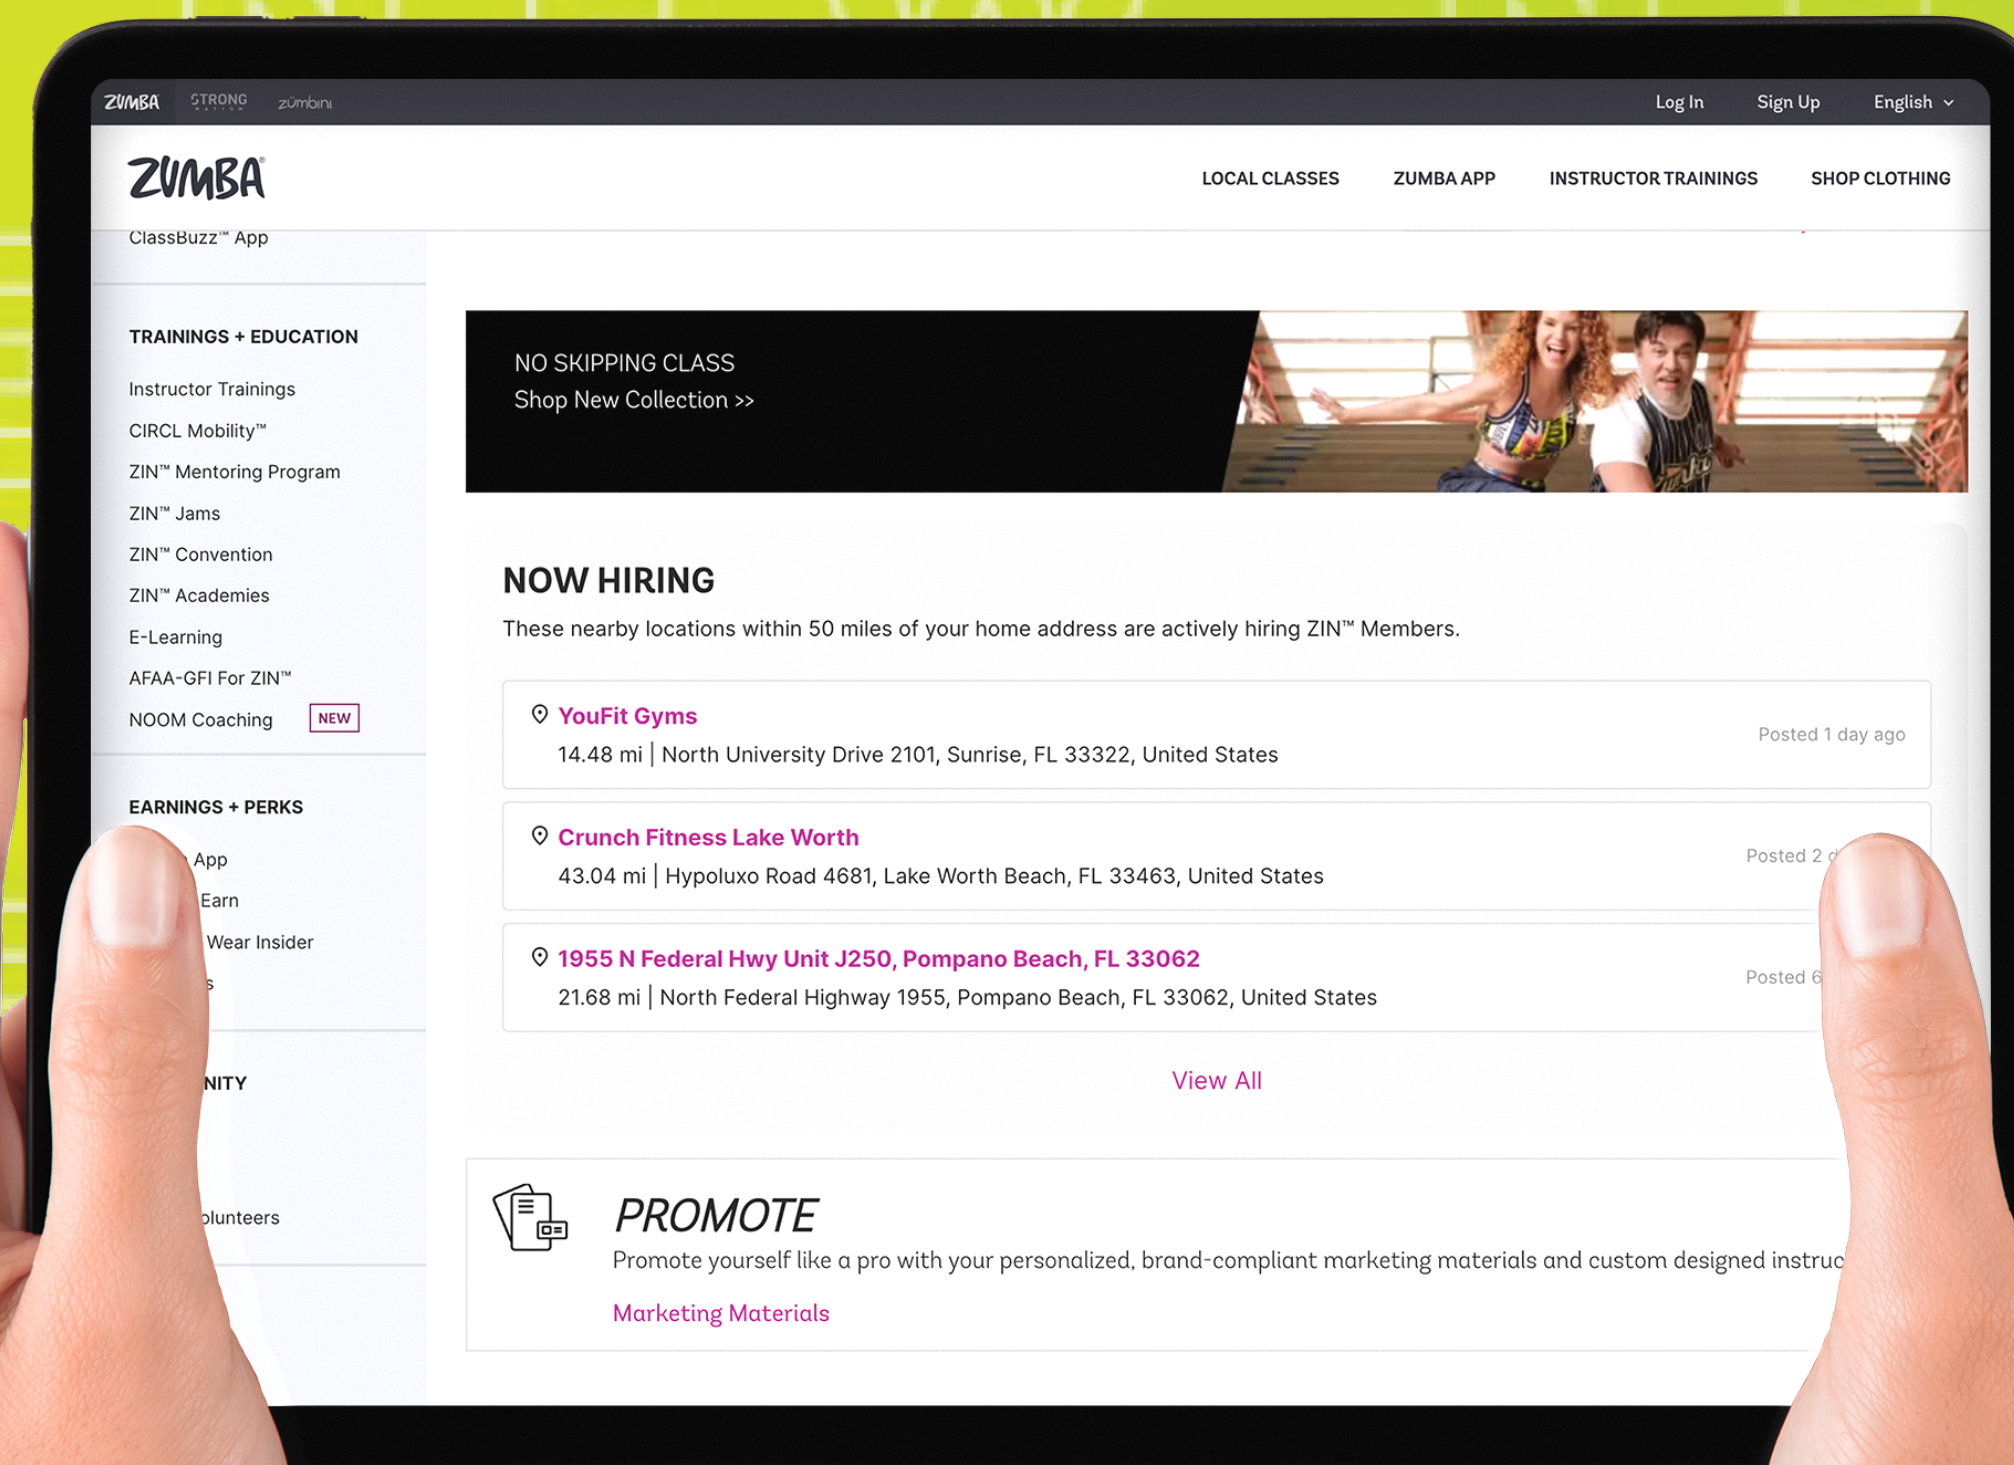 ZUMBA STRONG NATION zumbini Log In Sign Up English
ZUMBA® LOCAL CLASSES ZUMBA APP INSTRUCTOR TRAININGS SHOP CLOTHING
ClassBuzz™ App
TRAININGS + EDUCATION
Instructor Trainings
CIRCL Mobility™
ZIN™ Mentoring Program
ZIN™ Jams
ZIN™ Convention
ZIN™ Academies
E-Learning
AFAA-GFI For ZIN™
NOOM Coaching NEW
EARNINGS + PERKS
App
Earn
Wear Insider
NO SKIPPING CLASS
Shop New Collection >>
NOW HIRING
These nearby locations within 50 miles of your home address are actively hiring ZIN™ Members.
YouFit Gyms
14.48 mi | North University Drive 2101, Sunrise, FL 33322, United States
Posted 1 day ago
Crunch Fitness Lake Worth
43.04 mi | Hypoluxo Road 4681, Lake Worth Beach, FL 33463, United States
Posted 2
1955 N Federal Hwy Unit J250, Pompano Beach, FL 33062
21.68 mi | North Federal Highway 1955, Pompano Beach, FL 33062, United States
Posted 6
View All
PROMOTE
Promote yourself like a pro with your personalized, brand-compliant marketing materials and custom designed
Marketing Materials